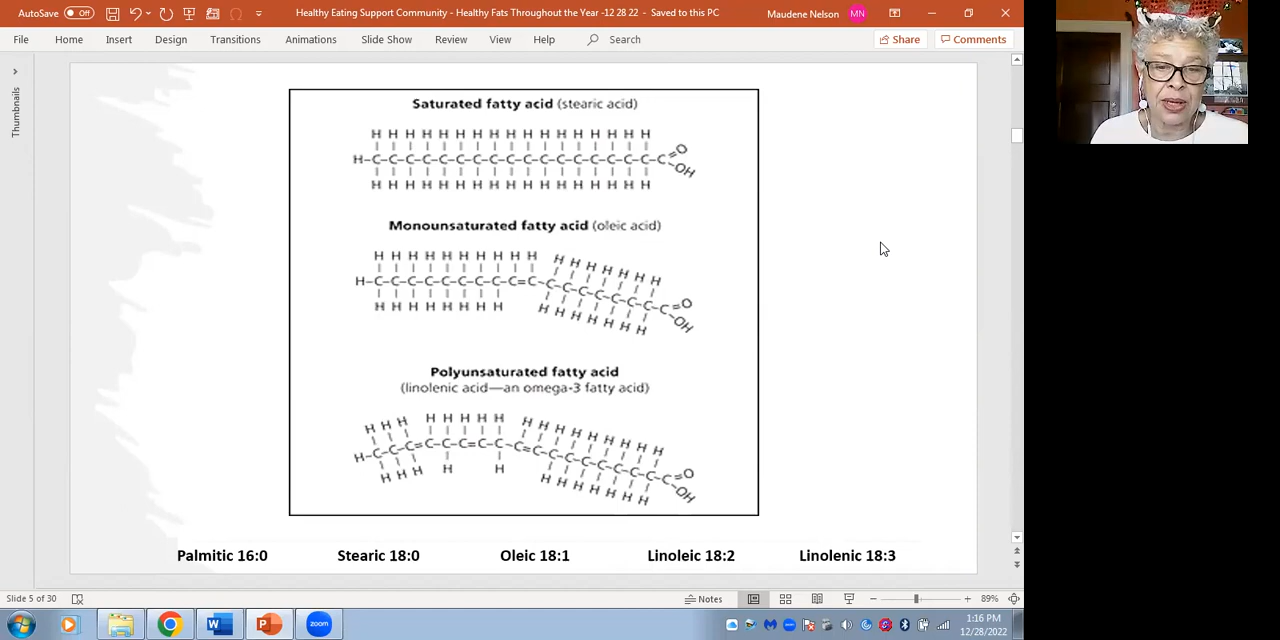 AutoSave Off Healthy Eating Support Community - Healthy Fats Throughout the Year -12 28 22 - Saved to this PC Maudene Nelson MN
File Home Insert Design Transitions Animations Slide Show Review View Help Search Share Comments
Thumbnails
Saturated fatty acid (stearic acid)
H H H H H H H H H H H H H H H H H
H-C-C-C-C-C-C-C-C-C-C-C-C-C-C-C-C-C-C=O
OH
H H H H H H H H H H H H H H H H H
Monounsaturated fatty acid (oleic acid)
H H H H H H H H H H H H H H H H H
H-C-C-C-C-C-C-C-C-C=C-C-C-C-C-C-C-C-C=O
OH
H H H H H H H H H H H H H H H
Polyunsaturated fatty acid
(linolenic acid—an omega-3 fatty acid)
H H H H H H H H H H H H H H H H H
H-C-C-C=C-C-C=C-C-C=C-C-C-C-C-C-C-C-C=O
OH
H H H H H H H H H H H H
Palmitic 16:0 Stearic 18:0 Oleic 18:1 Linoleic 18:2 Linolenic 18:3
Slide 5 of 30 Notes 89%
zoom
1:16 PM
12/28/2022